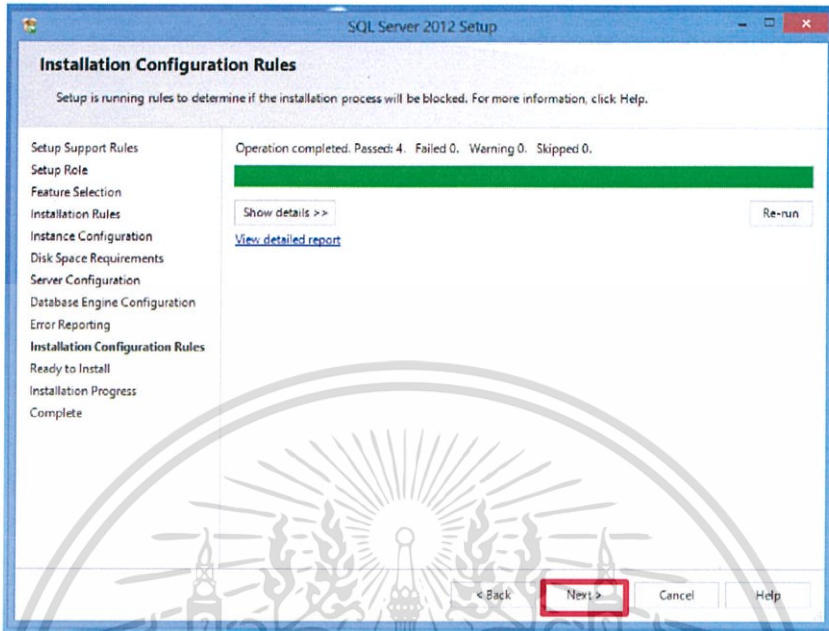 SQL Server 2012 Setup
Installation Configuration Rules
Setup is running rules to determine if the installation process will be blocked. For more information, click Help.
Setup Support Rules
Setup Role
Feature Selection
Installation Rules
Instance Configuration
Disk Space Requirements
Server Configuration
Database Engine Configuration
Error Reporting
Installation Configuration Rules
Ready to Install
Installation Progress
Complete
Operation completed. Passed: 4. Failed 0. Warning 0. Skipped 0.
Show details >>
Re-run
View detailed report
< Back
Next >
Cancel
Help